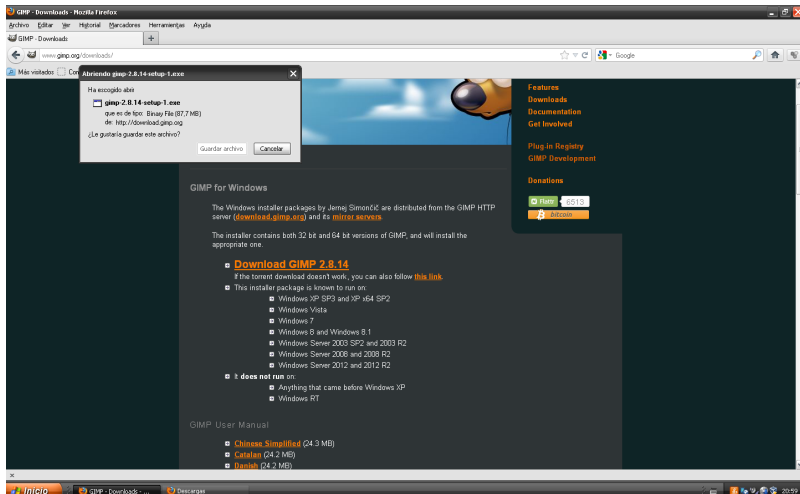 GIMP - Downloads - Mozilla Firefox
Archivo Editar Ver Historial Marcadores Herramientas Ayuda
GIMP - Downloads
www.gimp.org/downloads/
Google
Más visitados
Abriendo gimp-2.8.14-setup-1.exe
Ha escogido abrir
gimp-2.8.14-setup-1.exe
que es de tipo: Binary File (87,7 MB)
de: http://download.gimp.org
¿Le gustaría guardar este archivo?
Guardar archivo Cancelar
Features
Downloads
Documentation
Get Involved
Plug-in Registry
GIMP Development
Donations
Flattr 6513
bitcoin
GIMP for Windows
The Windows installer packages by Jernej Simončič are distributed from the GIMP HTTP
server (download.gimp.org) and its mirror servers.
The installer contains both 32 bit and 64 bit versions of GIMP, and will install the
appropriate one.
Download GIMP 2.8.14
If the torrent download doesn't work, you can also follow this link.
This installer package is known to run on:
Windows XP SP3 and XP x64 SP2
Windows Vista
Windows 7
Windows 8 and Windows 8.1
Windows Server 2003 SP2 and 2003 R2
Windows Server 2008 and 2008 R2
Windows Server 2012 and 2012 R2
It does not run on:
Anything that came before Windows XP
Windows RT
GIMP User Manual
Chinese Simplified (24.3 MB)
Catalan (24.2 MB)
Danish (24.2 MB)
Inicio
GIMP - Downloads - ...
Descargas
20:59